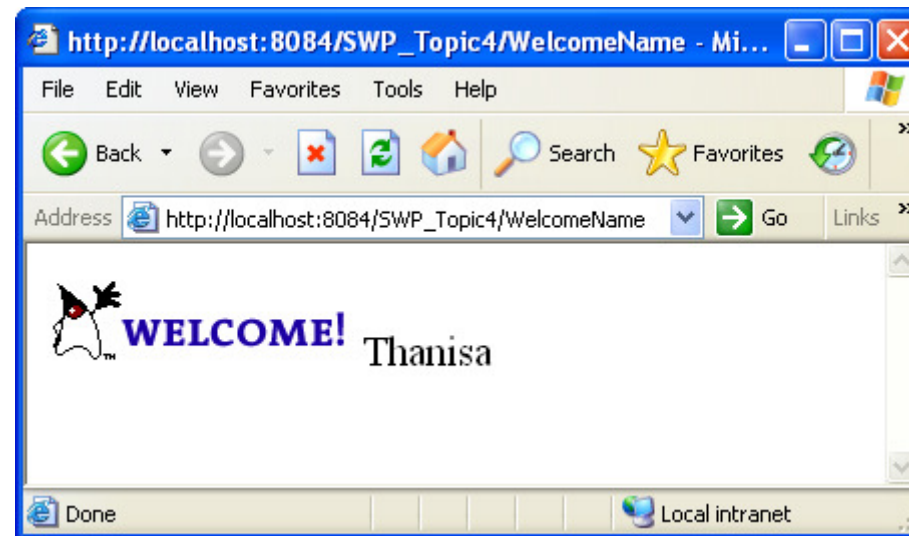 http://localhost:8084/SWP_Topic4/WelcomeName - Mi...
File Edit View Favorites Tools Help
Back Search Favorites »
Address http://localhost:8084/SWP_Topic4/WelcomeName Go Links »
WELCOME! Thanisa
TM
Done Local intranet